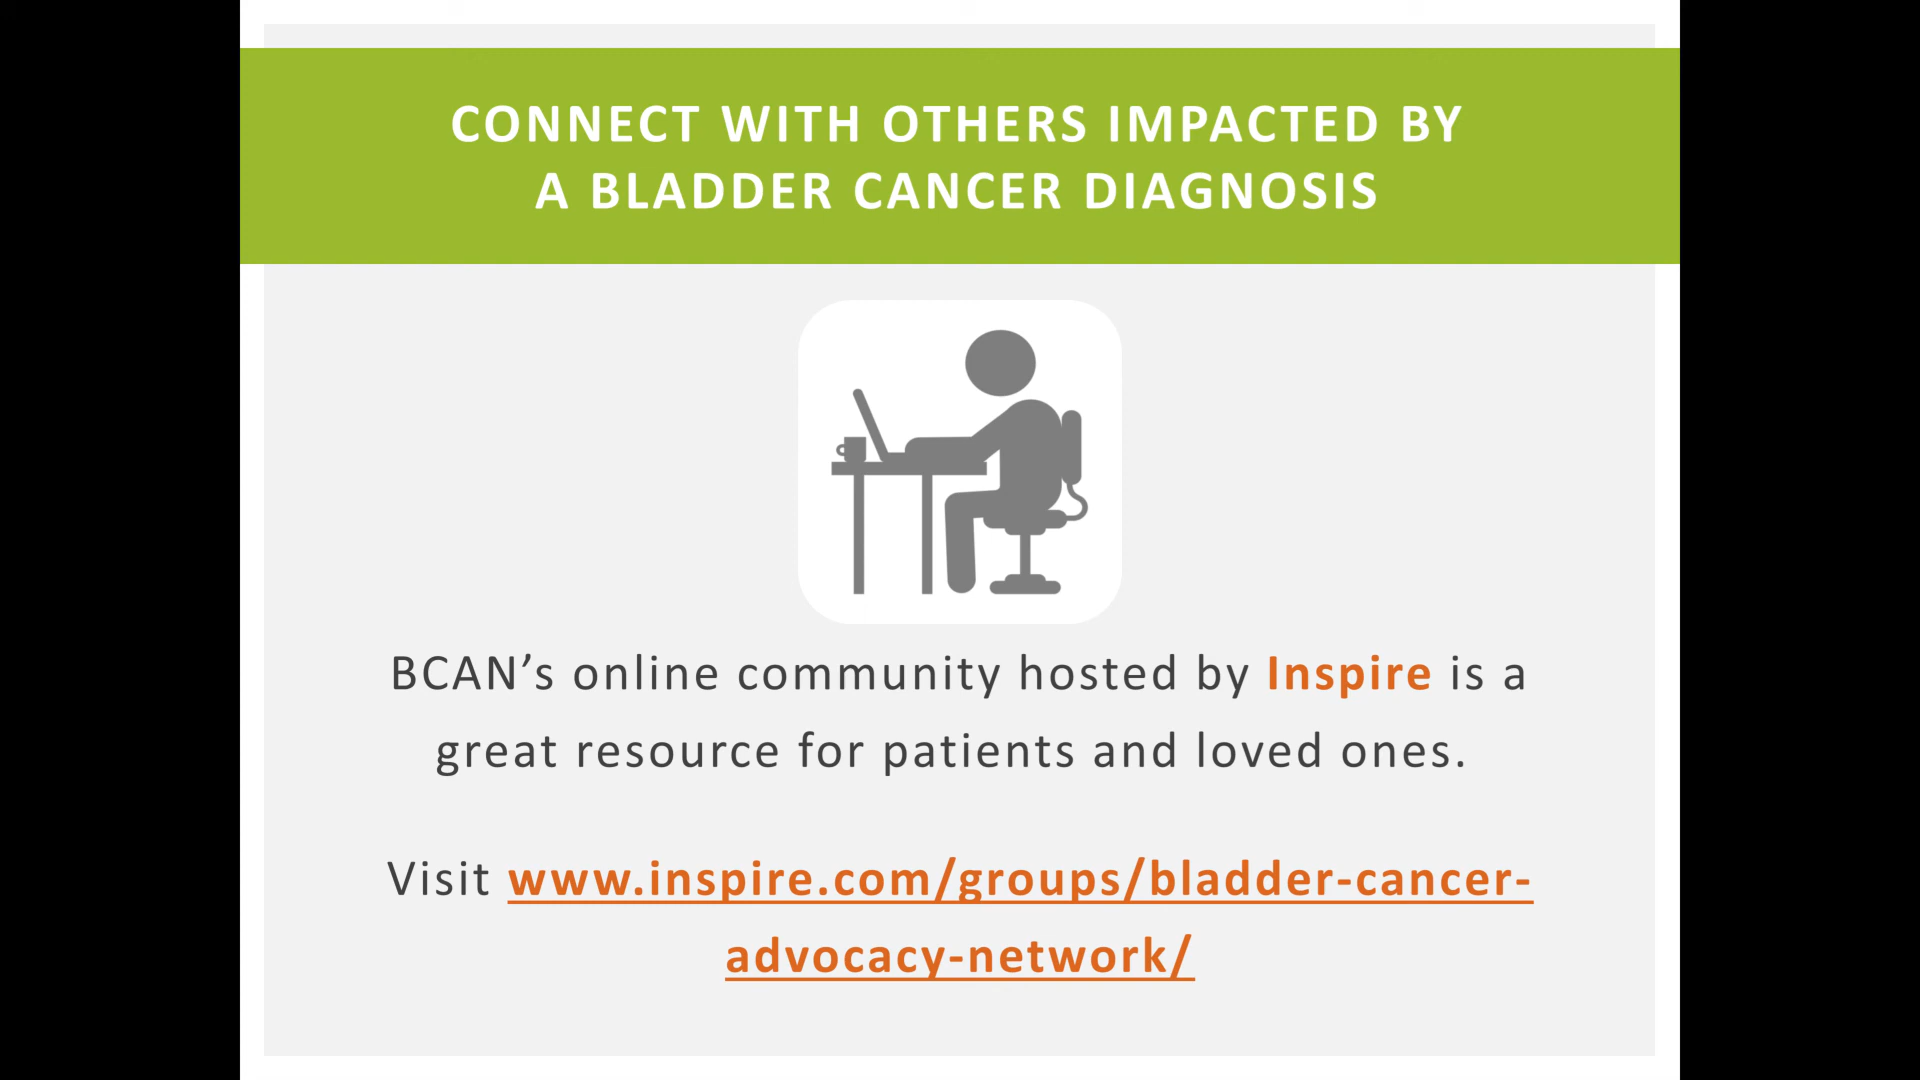 CONNECT WITH OTHERS IMPACTED BY
A BLADDER CANCER DIAGNOSIS
BCAN’s online community hosted by Inspire is a
great resource for patients and loved ones.
Visit www.inspire.com/groups/bladder-cancer-
advocacy-network/